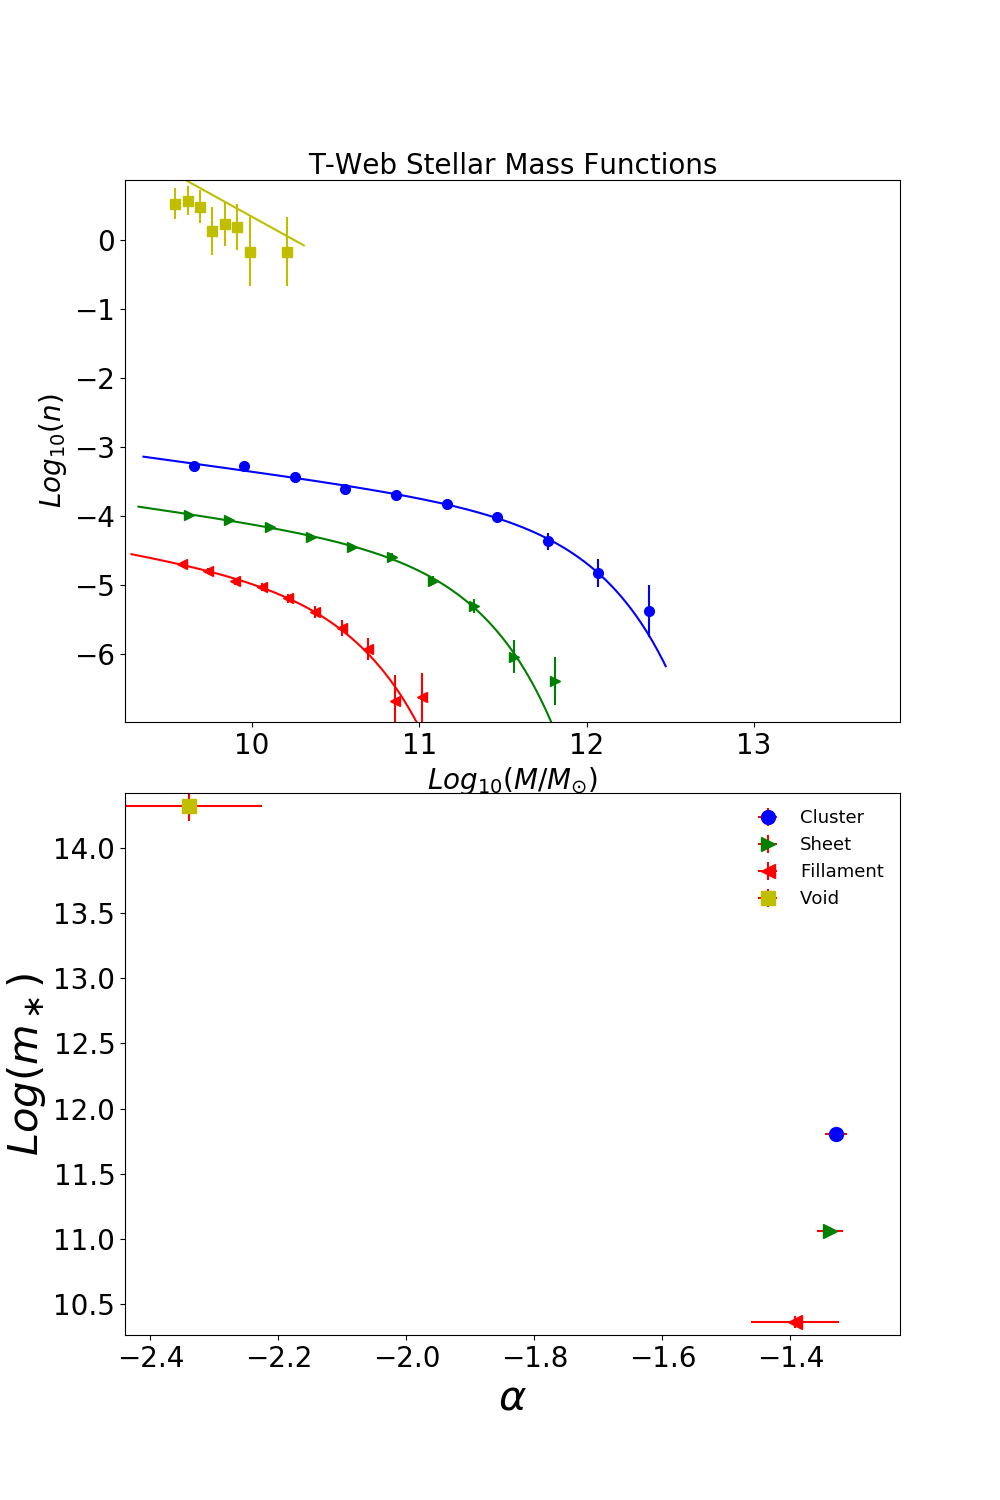 T-Web Stellar Mass Functions
0
−1
−2
−3
−4
−5
−6
Log₁₀(n)
10 11 12 13
Log₁₀(M/M⊙)
14.0
13.5
13.0
12.5
12.0
11.5
11.0
10.5
Log(m∗)
Cluster
Sheet
Fillament
Void
−2.4 −2.2 −2.0 −1.8 −1.6 −1.4
α